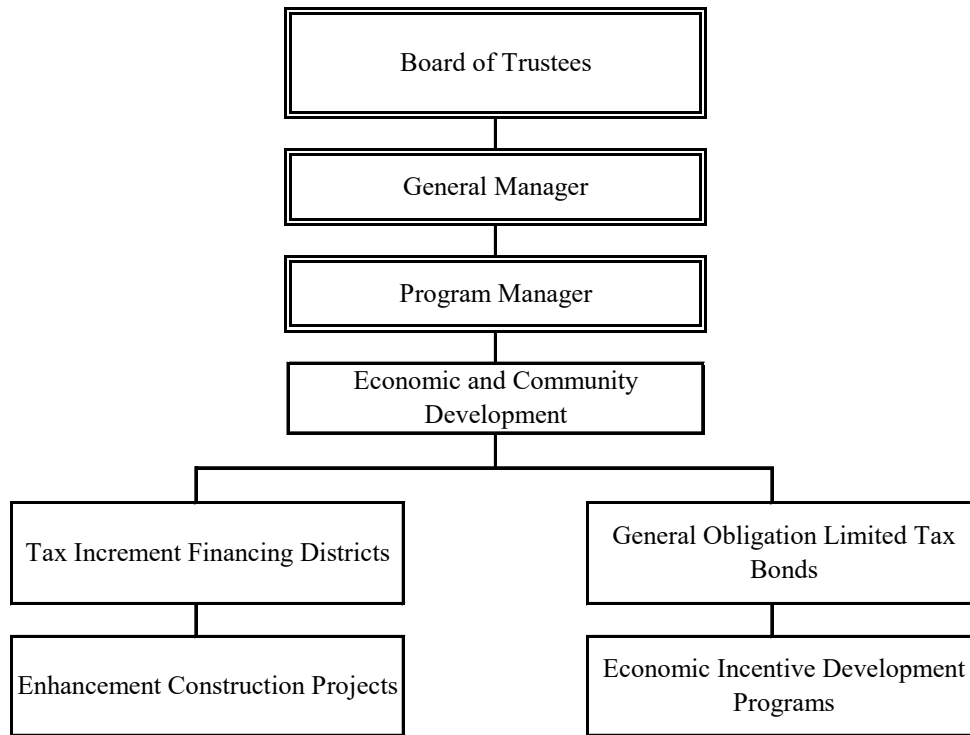 Board of Trustees
General Manager
Program Manager
Economic and Community
Development
Tax Increment Financing Districts
General Obligation Limited Tax
Bonds
Enhancement Construction Projects
Economic Incentive Development
Programs